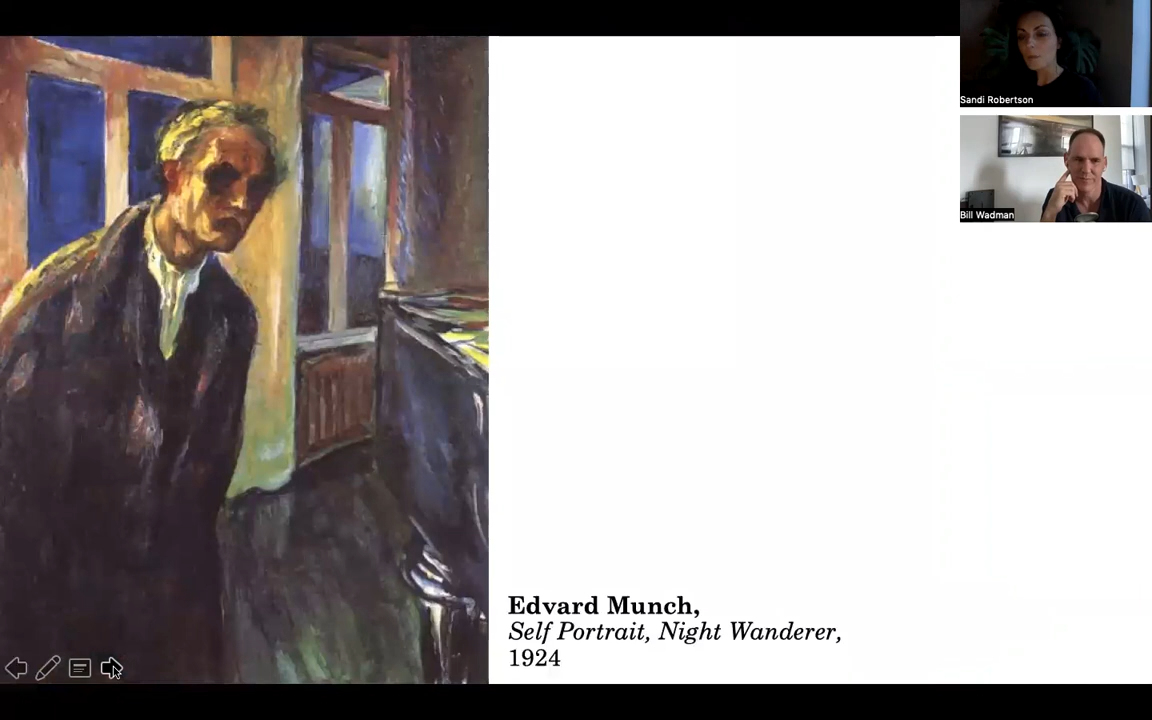 Sandi Robertson
Bill Wadman
Edvard Munch,
Self Portrait, Night Wanderer,
1924